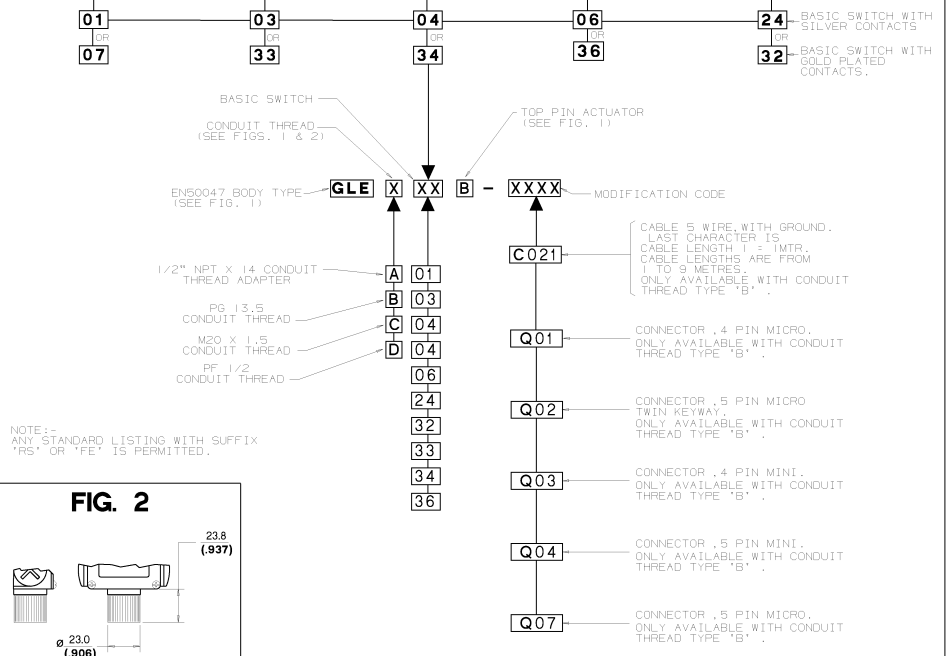 01 03 04 06 24 BASIC SWITCH WITH
SILVER CONTACTS
OR OR OR OR OR
07 33 34 36 32 BASIC SWITCH WITH
GOLD PLATED
CONTACTS.
BASIC SWITCH
TOP PIN ACTUATOR
(SEE FIG. 1)
CONDUIT THREAD
(SEE FIGS. 1 & 2)
EN50047 BODY TYPE
(SEE FIG. 1)
GLE X XX B - XXXX MODIFICATION CODE
C021
CABLE 5 WIRE, WITH GROUND.
LAST CHARACTER IS
CABLE LENGTH 1 = 1MTR.
CABLE LENGTHS ARE FROM
1 TO 9 METRES.
ONLY AVAILABLE WITH CONDUIT
THREAD TYPE 'B' .
1/2" NPT X 14 CONDUIT
THREAD ADAPTER
A 01
PG 13.5
CONDUIT THREAD
B 03
M20 X 1.5
CONDUIT THREAD
C 04
PF 1/2
CONDUIT THREAD
D 04
06
24
32
33
34
36
Q01
CONNECTOR ,4 PIN MICRO.
ONLY AVAILABLE WITH CONDUIT
THREAD TYPE 'B' .
Q02
CONNECTOR ,5 PIN MICRO
TWIN KEYWAY.
ONLY AVAILABLE WITH CONDUIT
THREAD TYPE 'B' .
Q03
CONNECTOR ,4 PIN MINI.
ONLY AVAILABLE WITH CONDUIT
THREAD TYPE 'B' .
Q04
CONNECTOR ,5 PIN MINI.
ONLY AVAILABLE WITH CONDUIT
THREAD TYPE 'B' .
Q07
CONNECTOR ,5 PIN MICRO.
ONLY AVAILABLE WITH CONDUIT
THREAD TYPE 'B' .
NOTE:-
ANY STANDARD LISTING WITH SUFFIX
'RS' OR 'FE' IS PERMITTED.
FIG. 2
23.8
(.937)
ø 23.0
(.906)